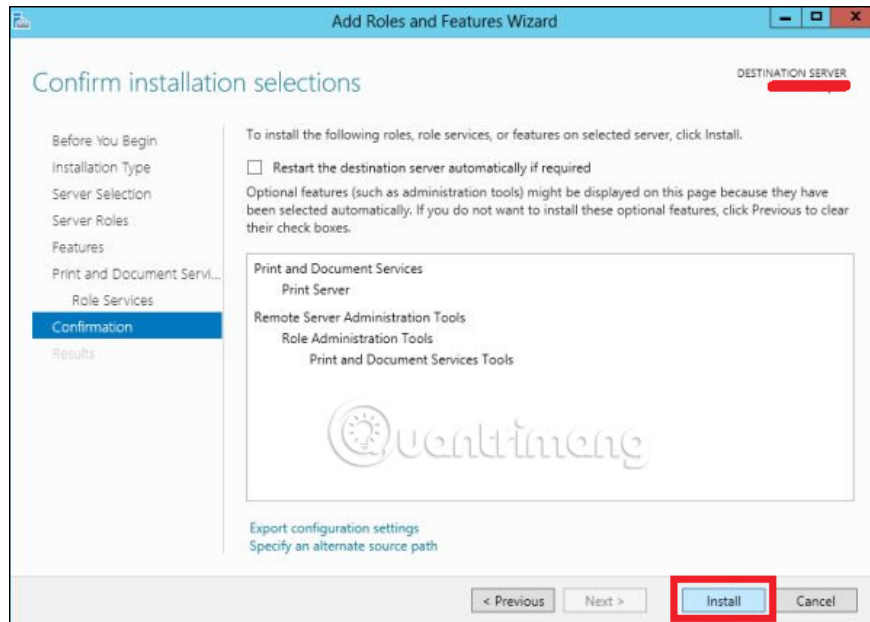 Add Roles and Features Wizard
Confirm installation selections
DESTINATION SERVER
Before You Begin
Installation Type
Server Selection
Server Roles
Features
Print and Document Servi...
Role Services
Confirmation
Results
To install the following roles, role services, or features on selected server, click Install.
Restart the destination server automatically if required
Optional features (such as administration tools) might be displayed on this page because they have
been selected automatically. If you do not want to install these optional features, click Previous to clear
their check boxes.
Print and Document Services
Print Server
Remote Server Administration Tools
Role Administration Tools
Print and Document Services Tools
Quantrimang
Export configuration settings
Specify an alternate source path
< Previous
Next >
Install
Cancel